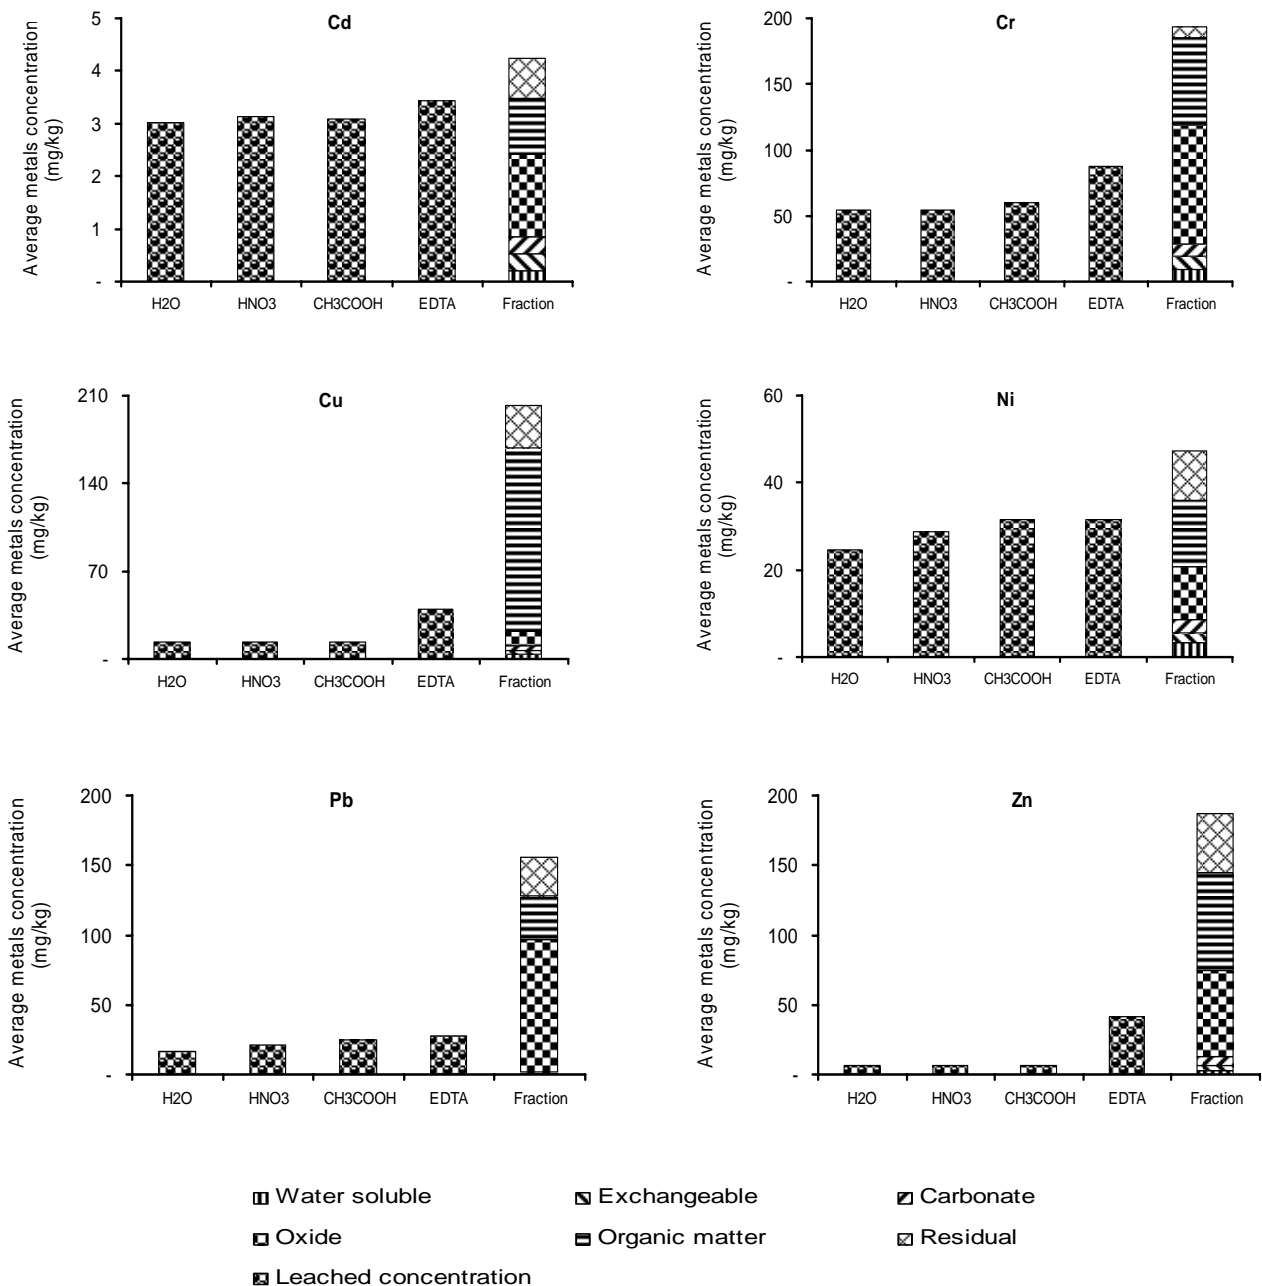 Cd
Average metals concentration
(mg/kg)
5
4
3
2
1
-
H2O HNO3 CH3COOH EDTA Fraction
Cr
Average metals concentration
(mg/kg)
200
150
100
50
-
H2O HNO3 CH3COOH EDTA Fraction
Cu
Average metals concentration
(mg/kg)
210
140
70
-
H2O HNO3 CH3COOH EDTA Fraction
Ni
Average metals concentration
(mg/kg)
60
40
20
-
H2O HNO3 CH3COOH EDTA Fraction
Pb
Average metals concentration
(mg/kg)
200
150
100
50
-
H2O HNO3 CH3COOH EDTA Fraction
Zn
Average metals concentration
(mg/kg)
200
150
100
50
-
H2O HNO3 CH3COOH EDTA Fraction
Water soluble Exchangeable Carbonate
Oxide Organic matter Residual
Leached concentration